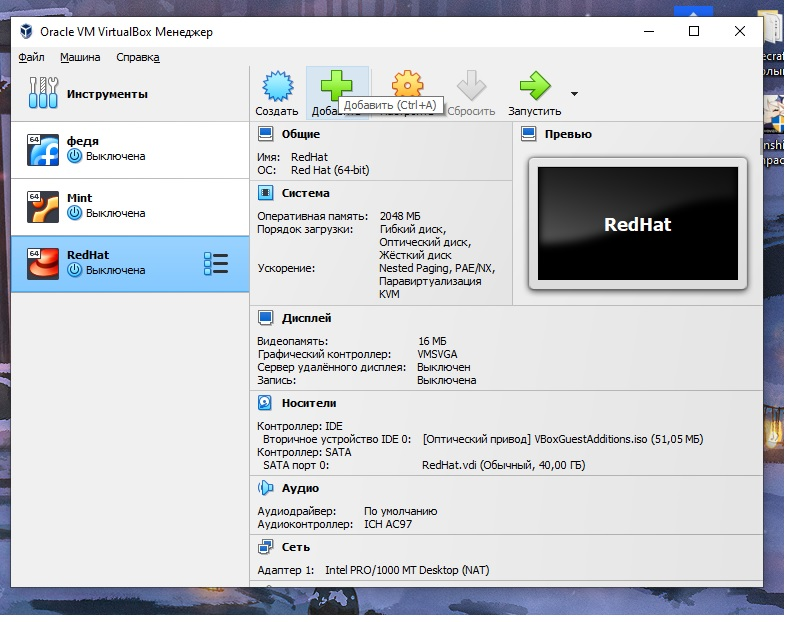 Oracle VM VirtualBox Менеджер
Файл Машина Справка
Инструменты
Создать
Добавить (Ctrl+A)
Сбросить
Запустить
64
федя
Выключена
64
Mint
Выключена
64
RedHat
Выключена
Общие
Имя: RedHat
ОС: Red Hat (64-bit)
Система
Оперативная память: 2048 МБ
Порядок загрузки: Гибкий диск,
Оптический диск,
Жёсткий диск
Ускорение: Nested Paging, PAE/NX,
Паравиртуализация
KVM
Превью
RedHat
Дисплей
Видеопамять: 16 МБ
Графический контроллер: VMSVGA
Сервер удалённого дисплея: Выключен
Запись: Выключена
Носители
Контроллер: IDE
Вторичное устройство IDE 0: [Оптический привод] VBoxGuestAdditions.iso (51,05 МБ)
Контроллер: SATA
SATA порт 0: RedHat.vdi (Обычный, 40,00 ГБ)
Аудио
Аудиодрайвер: По умолчанию
Аудиоконтроллер: ICH AC97
Сеть
Адаптер 1: Intel PRO/1000 MT Desktop (NAT)